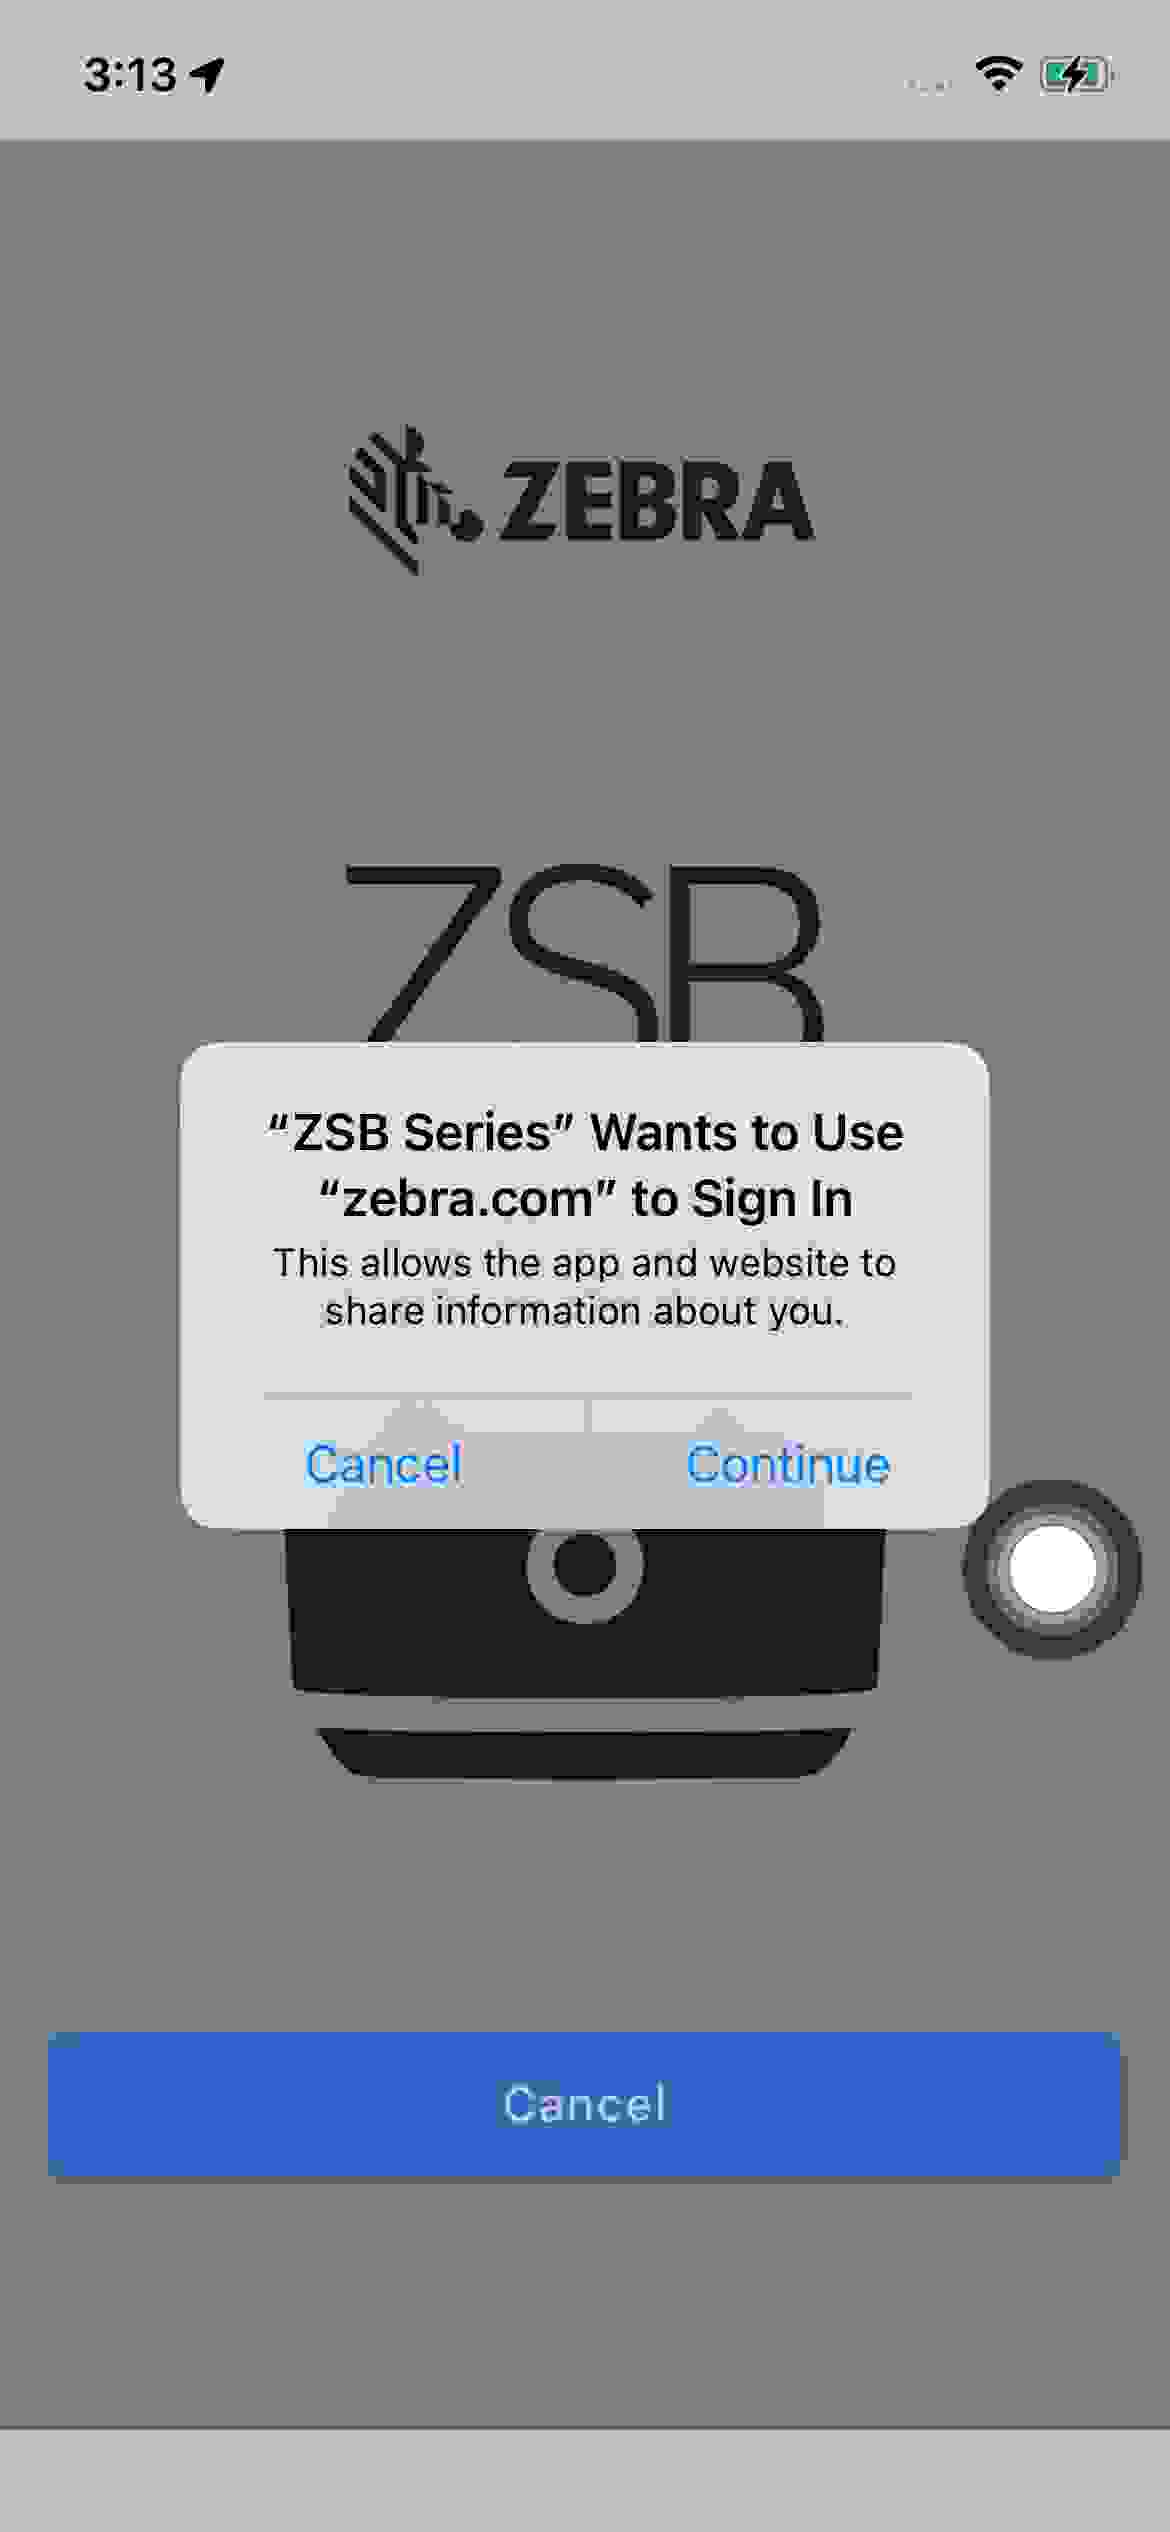 3:13
ZEBRA
ZSB
“ZSB Series” Wants to Use
“zebra.com” to Sign In
This allows the app and website to
share information about you.
Cancel
Continue
Cancel